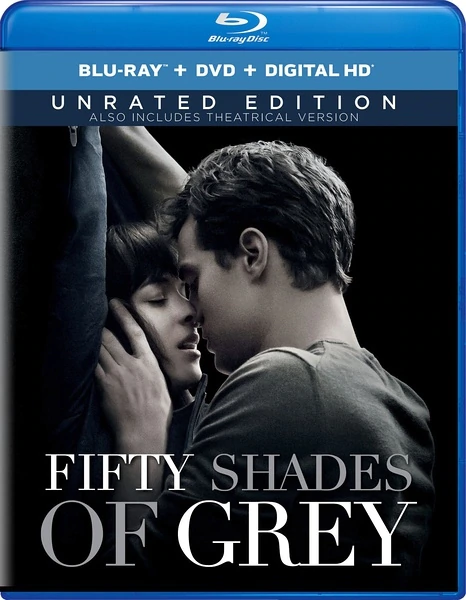 Blu-ray Disc
BLU-RAY™ + DVD + DIGITAL HD*
UNRATED EDITION
ALSO INCLUDES THEATRICAL VERSION
FIFTY SHADES
OF GREY